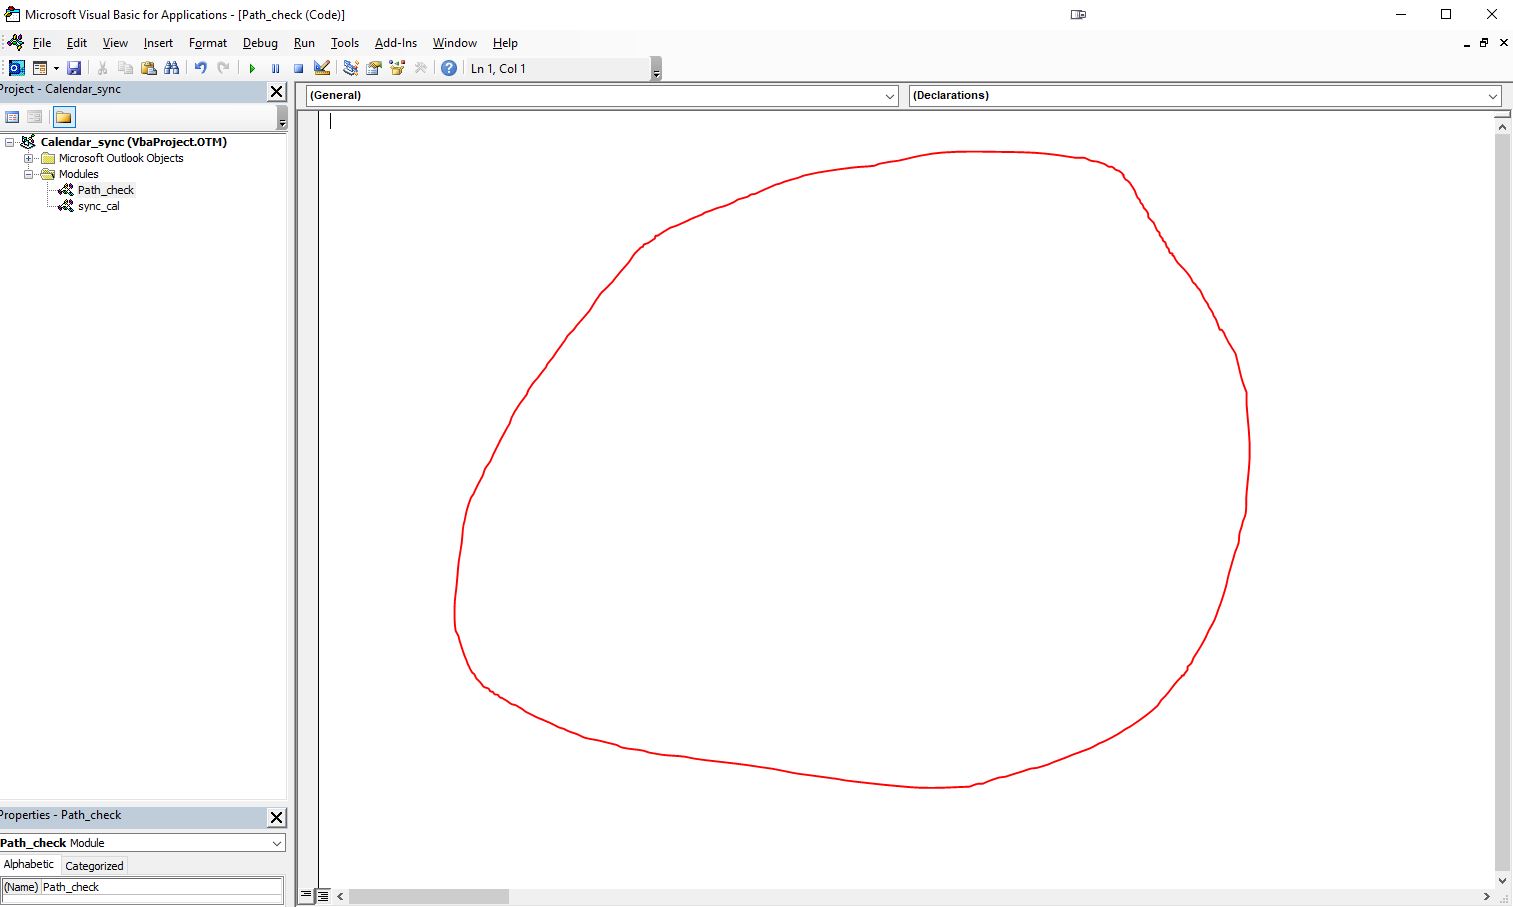 Microsoft Visual Basic for Applications - [Path_check (Code)]
File Edit View Insert Format Debug Run Tools Add-Ins Window Help
Ln 1, Col 1
Project - Calendar_sync
(General)
(Declarations)
Calendar_sync (VbaProject.OTM)
Microsoft Outlook Objects
Modules
Path_check
sync_cal
Properties - Path_check
Path_check Module
Alphabetic Categorized
(Name) Path_check